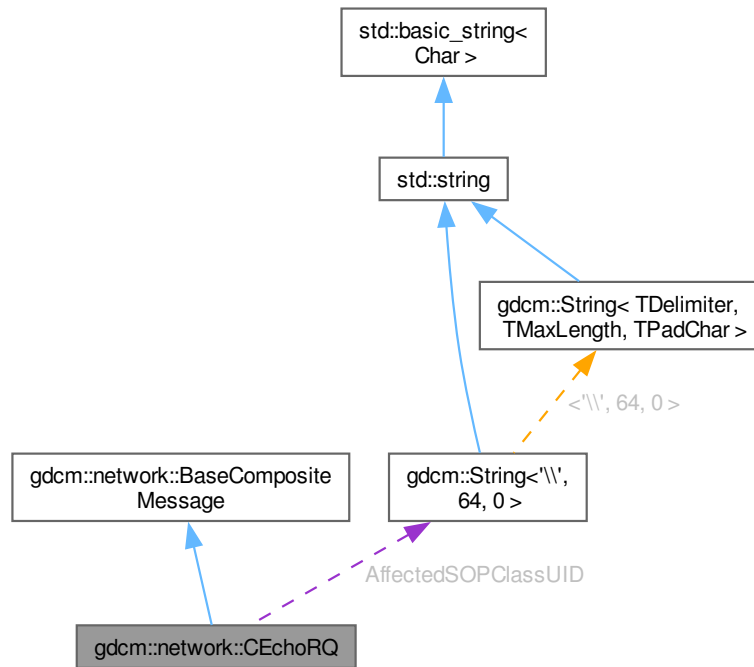 std::basic_string<
Char >
std::string
gdcm::String< TDelimiter,
TMaxLength, TPadChar >
<'\\', 64, 0 >
gdcm::network::BaseComposite
Message
gdcm::String<'\\',
64, 0 >
AffectedSOPClassUID
gdcm::network::CEchoRQ